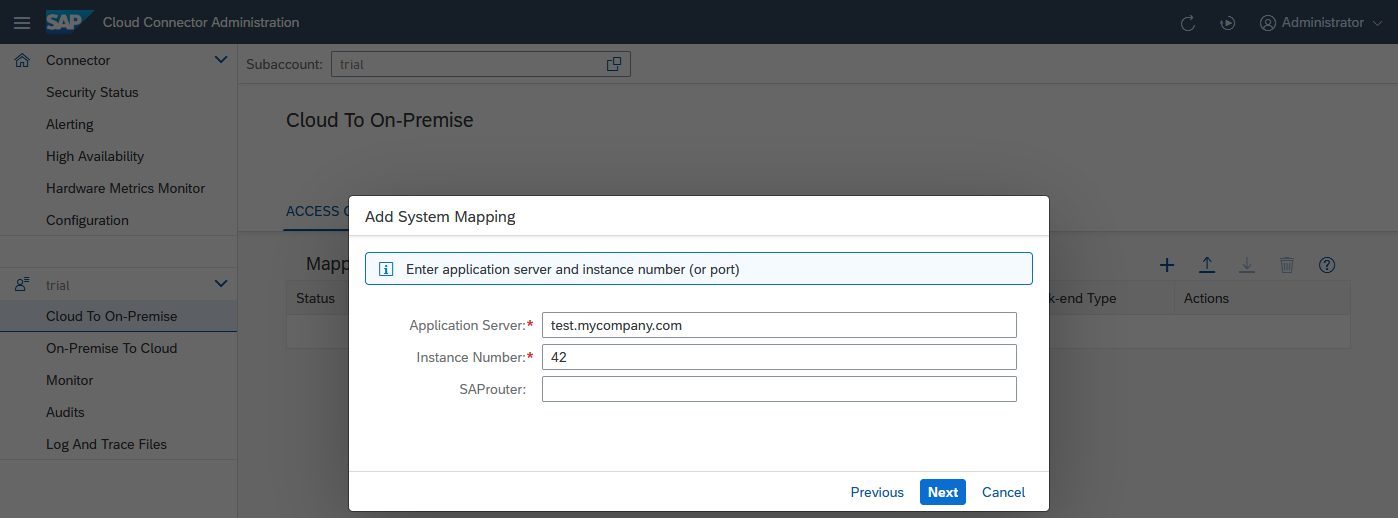 SAP Cloud Connector Administration
Administrator
Connector
Security Status
Alerting
High Availability
Hardware Metrics Monitor
Configuration
trial
Cloud To On-Premise
On-Premise To Cloud
Monitor
Audits
Log And Trace Files
Subaccount: trial
Cloud To On-Premise
ACCESS C
Mapp
Status
k-end Type
Actions
Add System Mapping
Enter application server and instance number (or port)
Application Server:* test.mycompany.com
Instance Number:* 42
SAProuter:
Previous Next Cancel